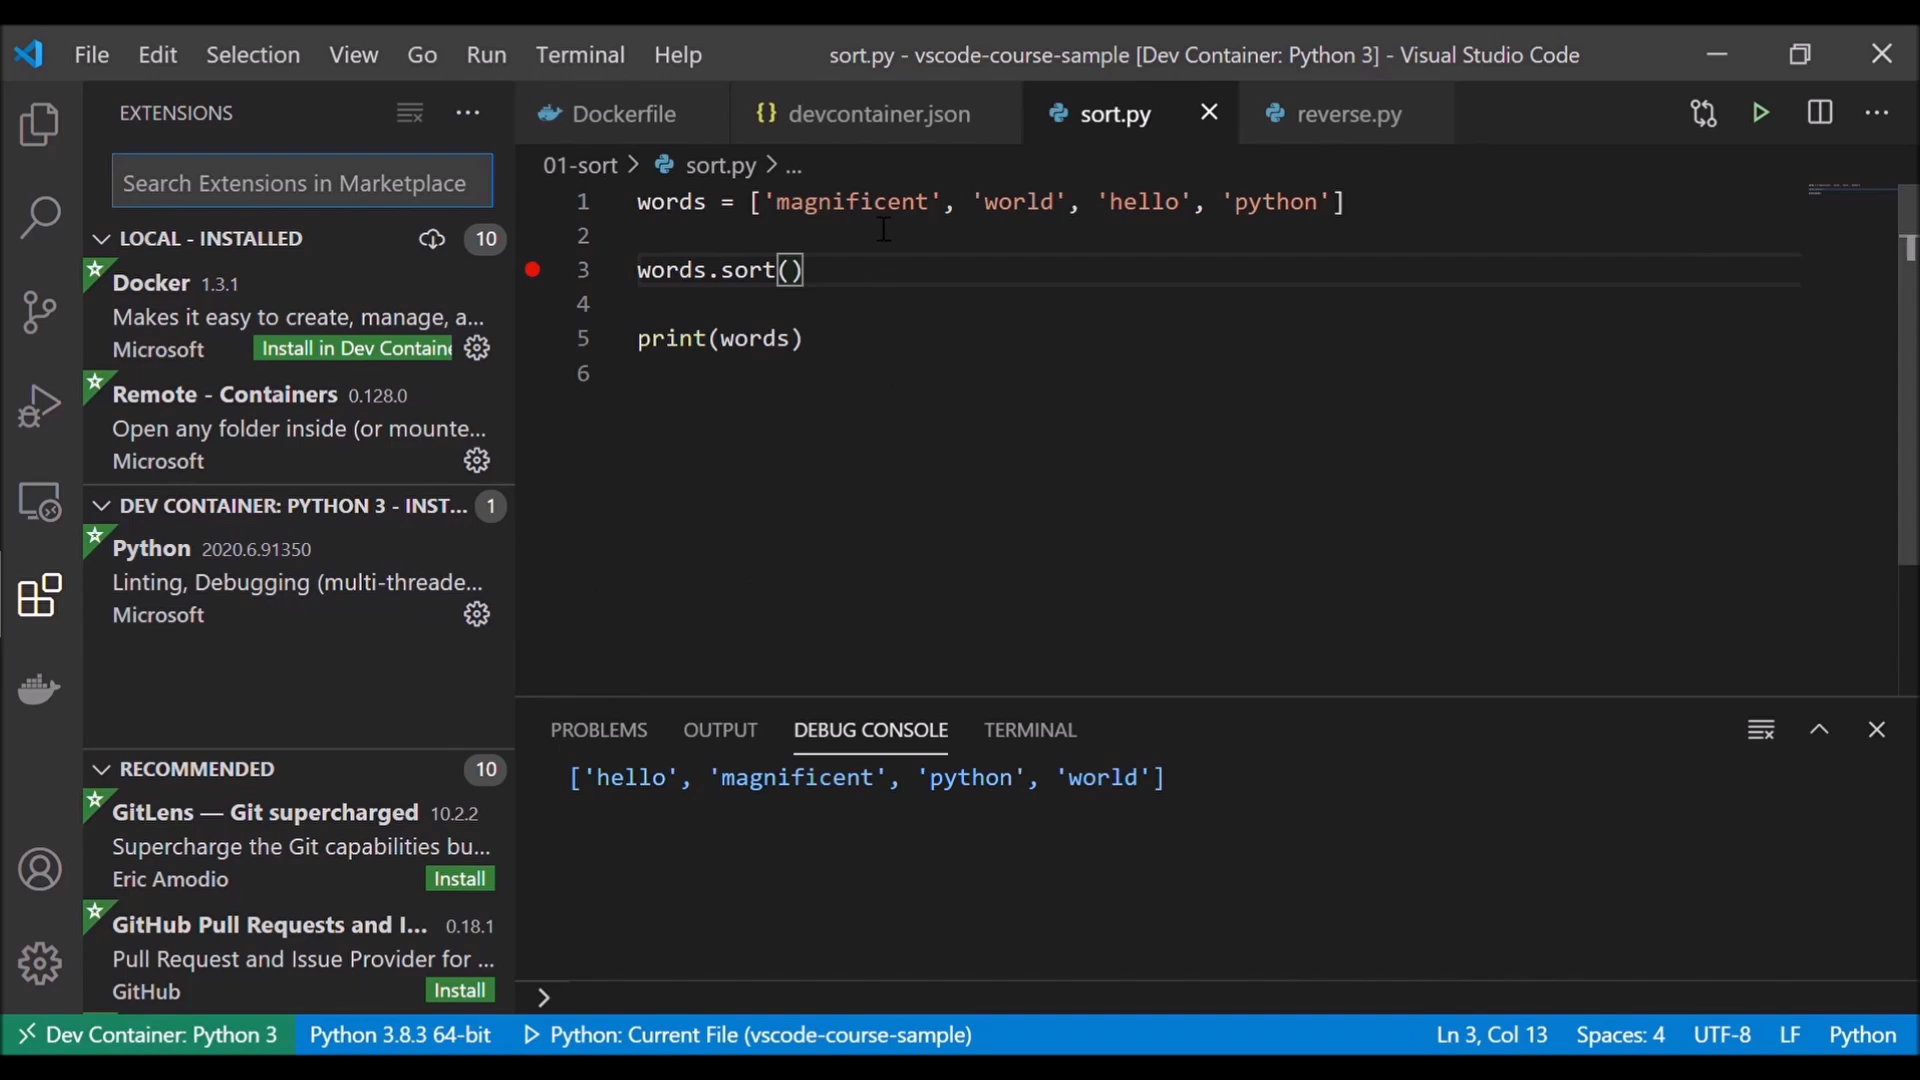 File Edit Selection View Go Run Terminal Help sort.py - vscode-course-sample [Dev Container: Python 3] - Visual Studio Code
EXTENSIONS
Search Extensions in Marketplace
LOCAL - INSTALLED 10
Docker 1.3.1
Makes it easy to create, manage, a...
Microsoft Install in Dev Containe
Remote - Containers 0.128.0
Open any folder inside (or mounte...
Microsoft
DEV CONTAINER: PYTHON 3 - INST... 1
Python 2020.6.91350
Linting, Debugging (multi-threade...
Microsoft
RECOMMENDED 10
GitLens — Git supercharged 10.2.2
Supercharge the Git capabilities bu...
Eric Amodio Install
GitHub Pull Requests and I... 0.18.1
Pull Request and Issue Provider for ...
GitHub Install
Dockerfile {} devcontainer.json sort.py reverse.py
01-sort > sort.py > ...
1 words = ['magnificent', 'world', 'hello', 'python']
2
3 words.sort()
4
5 print(words)
6
PROBLEMS OUTPUT DEBUG CONSOLE TERMINAL
['hello', 'magnificent', 'python', 'world']
>
Dev Container: Python 3 Python 3.8.3 64-bit Python: Current File (vscode-course-sample) Ln 3, Col 13 Spaces: 4 UTF-8 LF Python